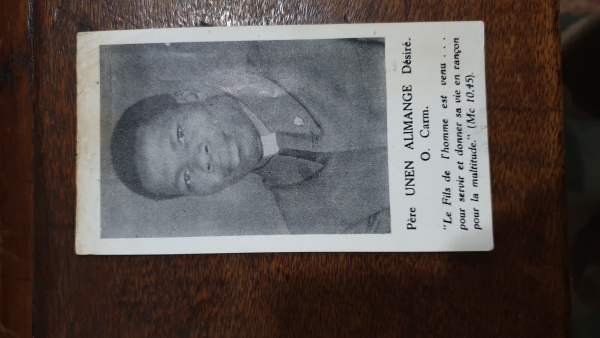 Père UNEN ALIMANGE Désiré.
O. Carm.
"Le Fils de l'homme est venu . . .
pour servir et donner sa vie en rançon
pour la multitude." (Mc 10,45).